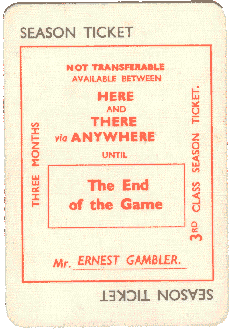 SEASON TICKET
NOT TRANSFERABLE
AVAILABLE BETWEEN
HERE
AND
THERE
via ANYWHERE
UNTIL
The End
of the Game
Mr. ERNEST GAMBLER.
THREE MONTHS
3RD CLASS SEASON TICKET.
SEASON TICKET